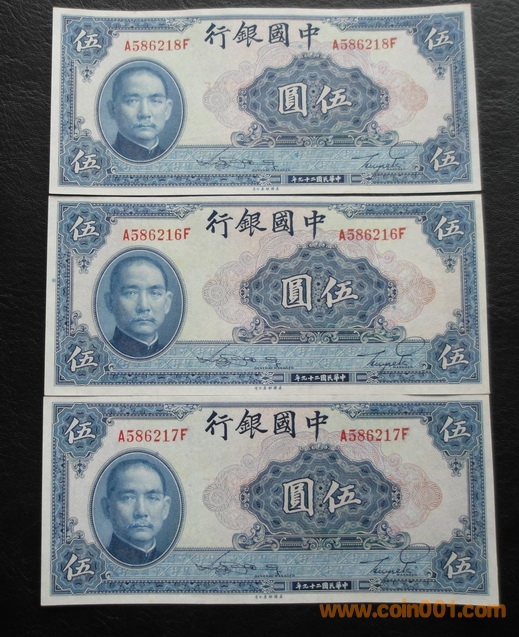 中國銀行
A586218F A586218F
伍 伍
伍圓
伍 伍
中華民國二十九年
中國銀行
A586216F A586216F
伍 伍
伍圓
伍 伍
中華民國二十九年
中國銀行
A586217F A586217F
伍 伍
伍圓
伍 伍
中華民國二十九年
www.coin001.com